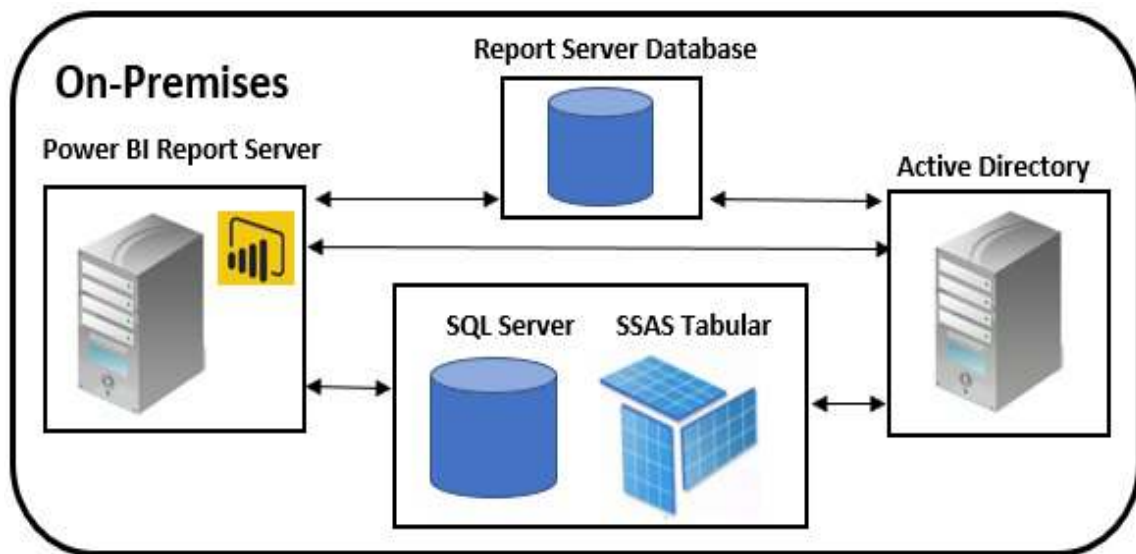 Report Server Database
On-Premises
Power BI Report Server
Active Directory
SQL Server
SSAS Tabular